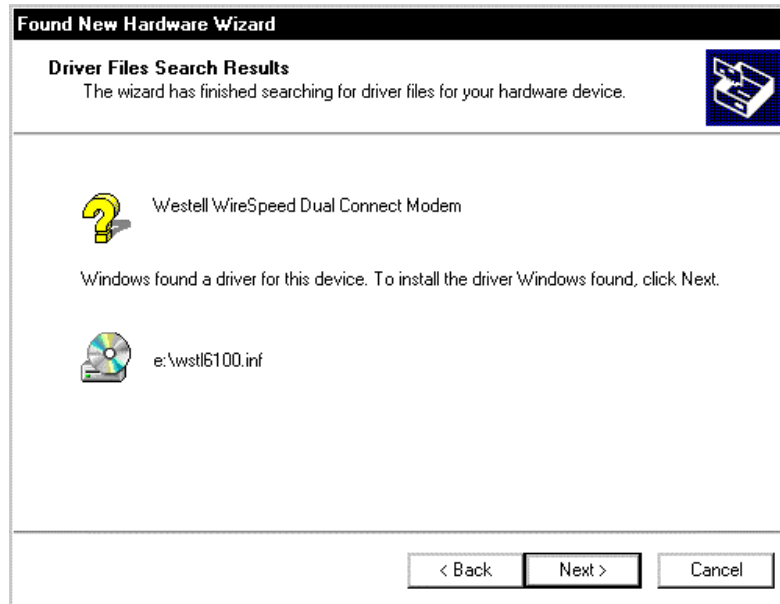 Found New Hardware Wizard
Driver Files Search Results
The wizard has finished searching for driver files for your hardware device.
Westell WireSpeed Dual Connect Modem
Windows found a driver for this device. To install the driver Windows found, click Next.
e:\wstl6100.inf
< Back Next > Cancel